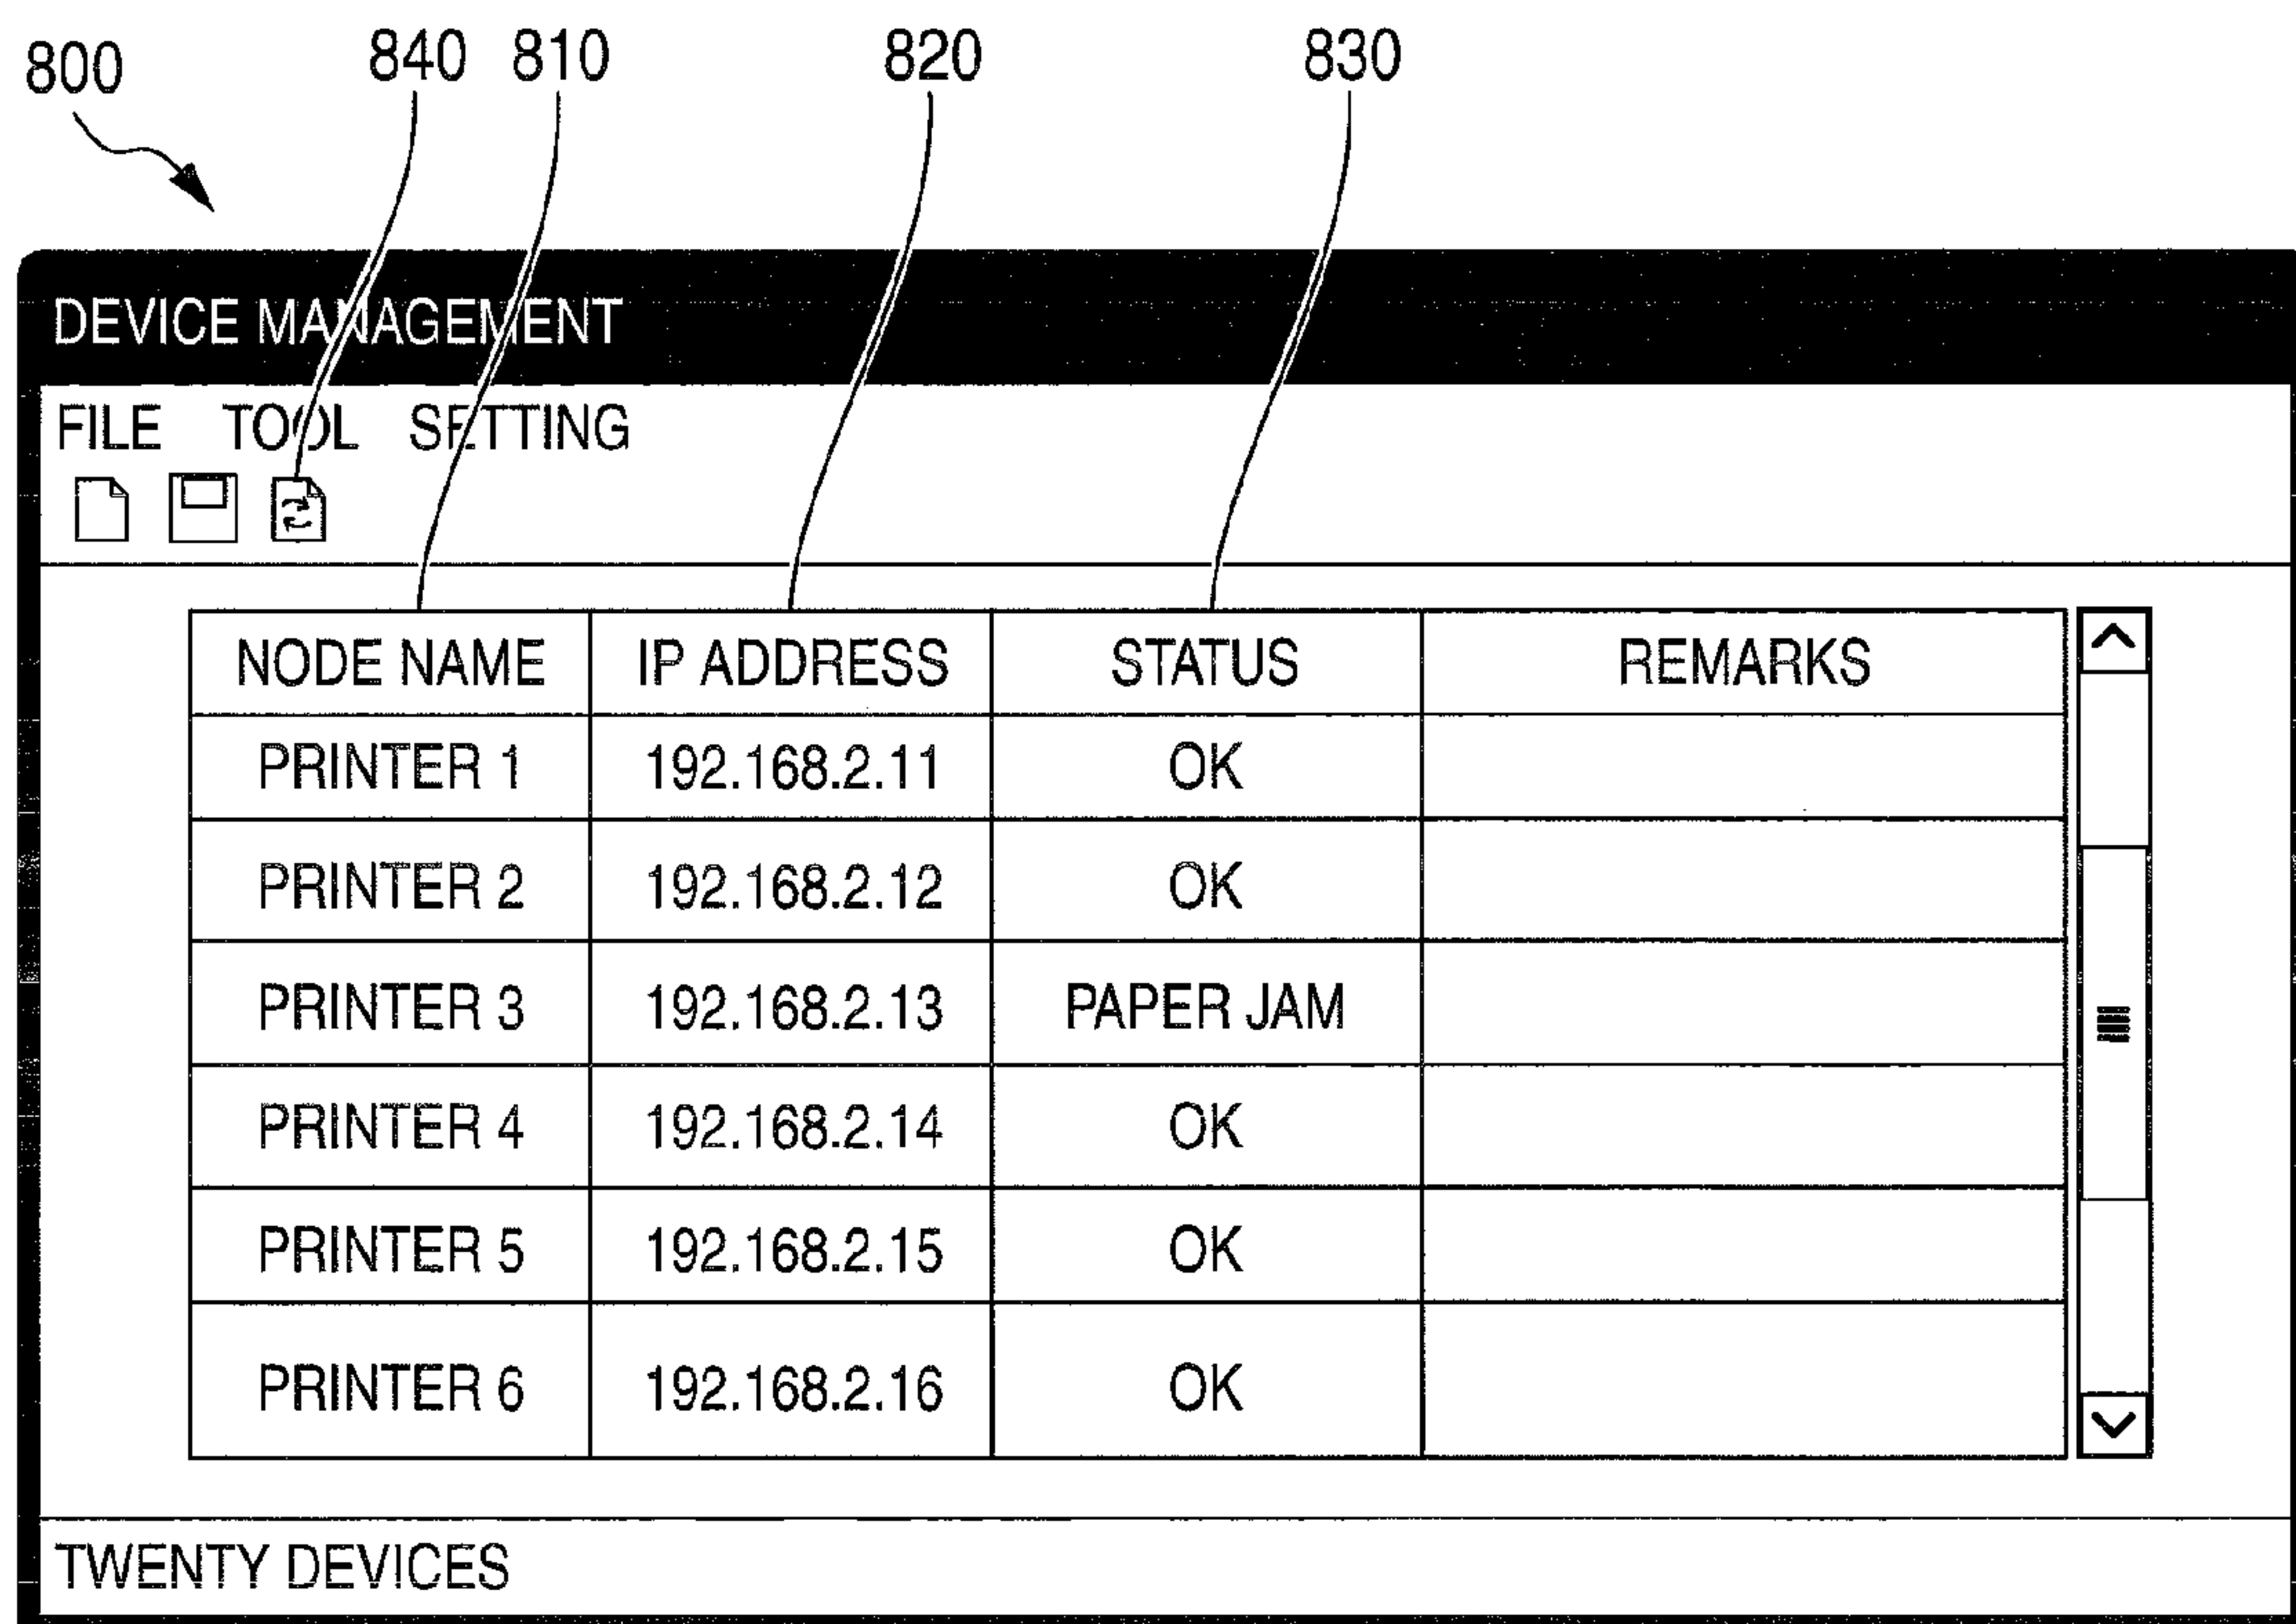 800 840 810 820 830
DEVICE MANAGEMENT
FILE TOOL SETTING
NODE NAME IP ADDRESS STATUS REMARKS
PRINTER 1 192.168.2.11 OK
PRINTER 2 192.168.2.12 OK
PRINTER 3 192.168.2.13 PAPER JAM
PRINTER 4 192.168.2.14 OK
PRINTER 5 192.168.2.15 OK
PRINTER 6 192.168.2.16 OK
TWENTY DEVICES